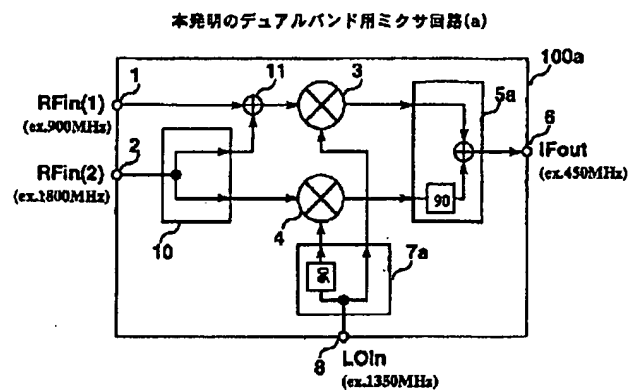 本発明のデュアルバンド用ミクサ回路(a)
100a
1
11
3
5a
RFin(1)
(ex.900MHz)
6
2
IFout
RFin(2)
(ex.450MHz)
(ex.1800MHz)
90
10
4
7a
90
8
LOin
(ex.1350MHz)